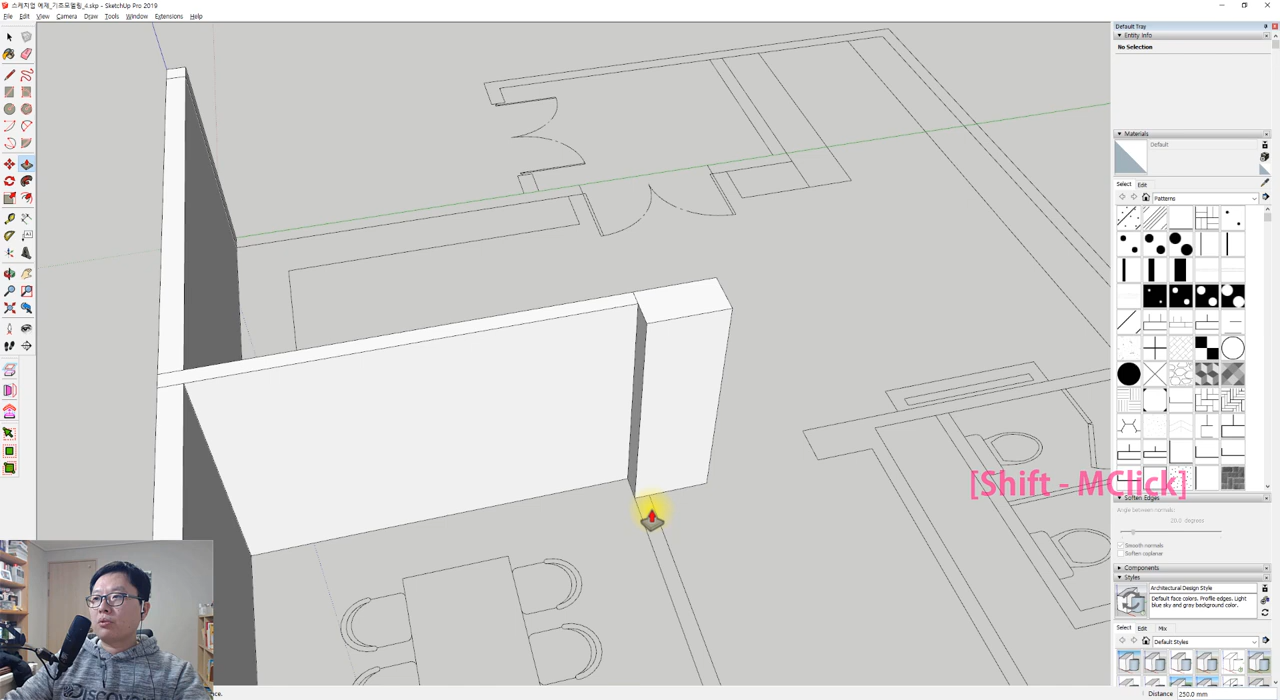 스케치업 예제_기초모델링_4.skp - SketchUp Pro 2019
File Edit View Camera Draw Tools Window Extensions Help
Default Tray
Entity Info
No Selection
Materials
Default
Select Edit
Patterns
[Shift - MClick]
Soften Edges
Angle between normals:
20.0 degrees
Smooth normals
Soften coplanar
Components
Styles
Architectural Design Style
Default face colors. Profile edges. Light
blue sky and gray background color.
Select Edit Mix
Default Styles
Distance 250.0 mm